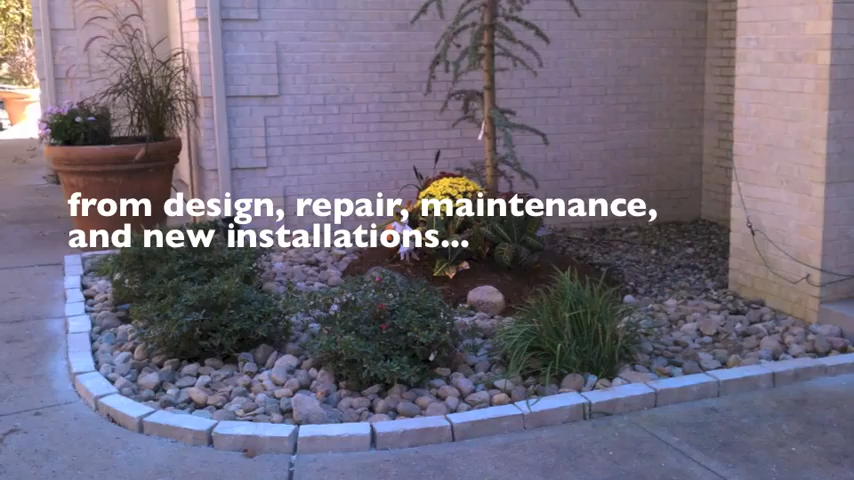 from design, repair, maintenance,
and new installations...